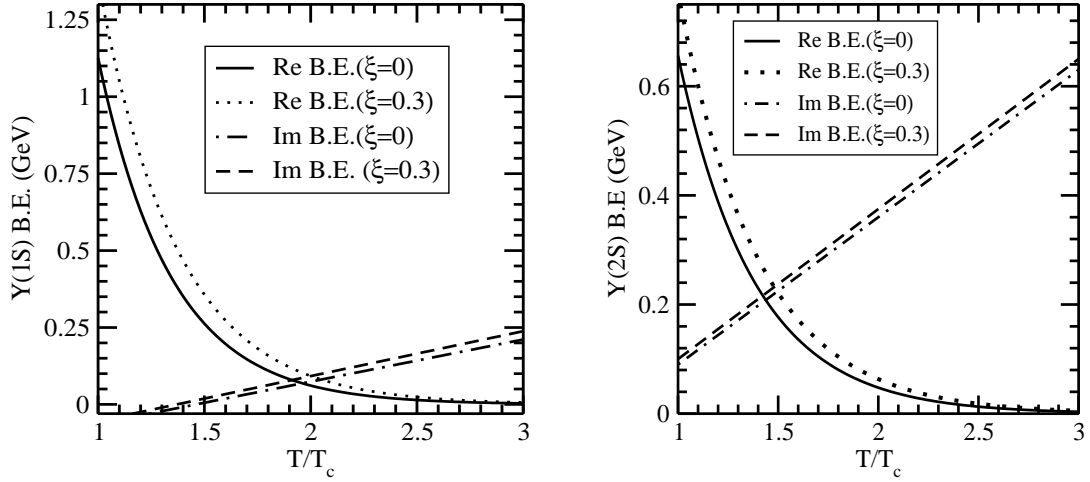 1.25
1
0.75
0.5
0.25
0
Υ(1S) B.E. (GeV)
Re B.E.(ξ=0)
Re B.E.(ξ=0.3)
Im B.E.(ξ=0)
Im B.E. (ξ=0.3)
1
1.5
2
2.5
3
T/Tc
0.6
0.4
0.2
0
Υ(2S) B.E (GeV)
Re B.E.(ξ=0)
Re B.E.(ξ=0.3)
Im B.E.(ξ=0)
Im B.E.(ξ=0.3)
1
1.5
2
2.5
3
T/Tc